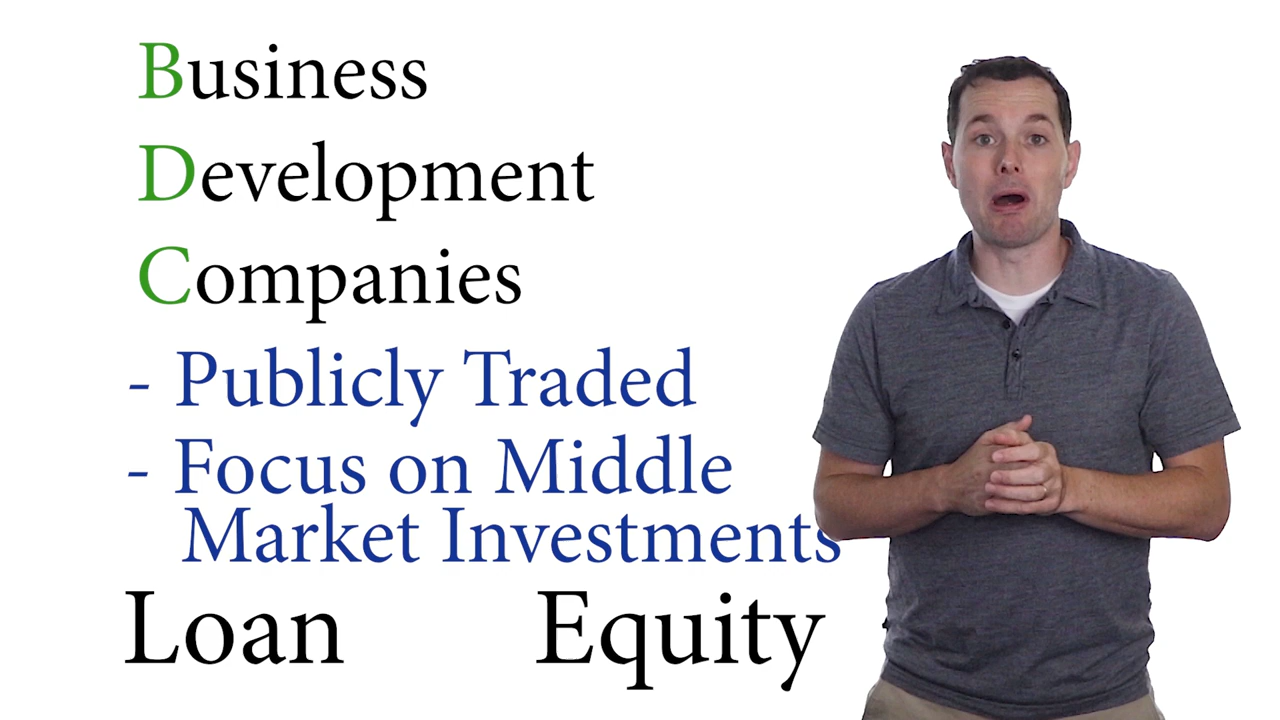 Business
Development
Companies
- Publicly Traded
- Focus on Middle
Market Investments
Loan Equity